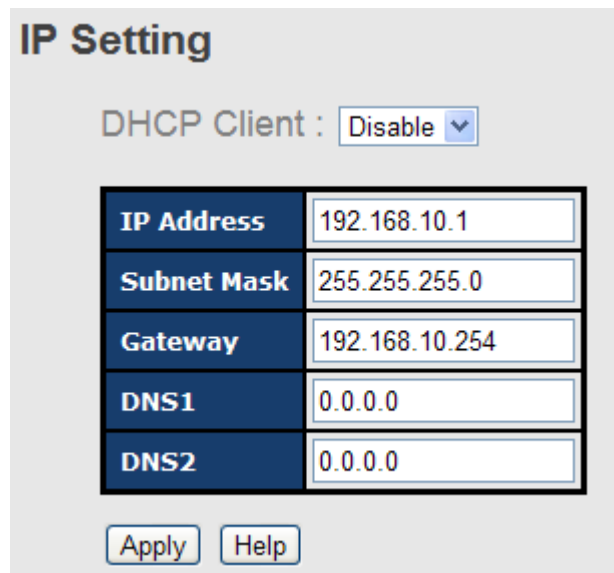 IP Setting
DHCP Client : Disable
IP Address 192.168.10.1
Subnet Mask 255.255.255.0
Gateway 192.168.10.254
DNS1 0.0.0.0
DNS2 0.0.0.0
Apply Help